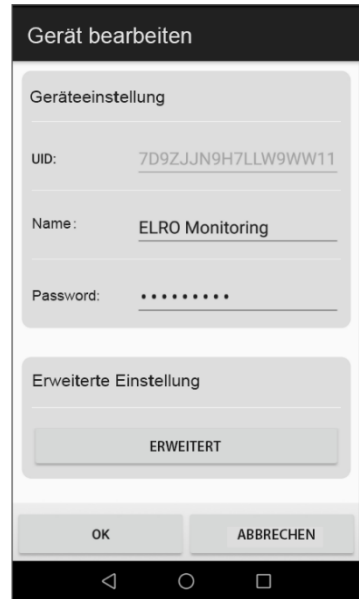 Gerät bearbeiten
Geräteeinstellung
UID: 7D9ZJJN9H7LLW9WW11
Name: ELRO Monitoring
Password: •••••••••
Erweiterte Einstellung
ERWEITERT
OK ABBRECHEN